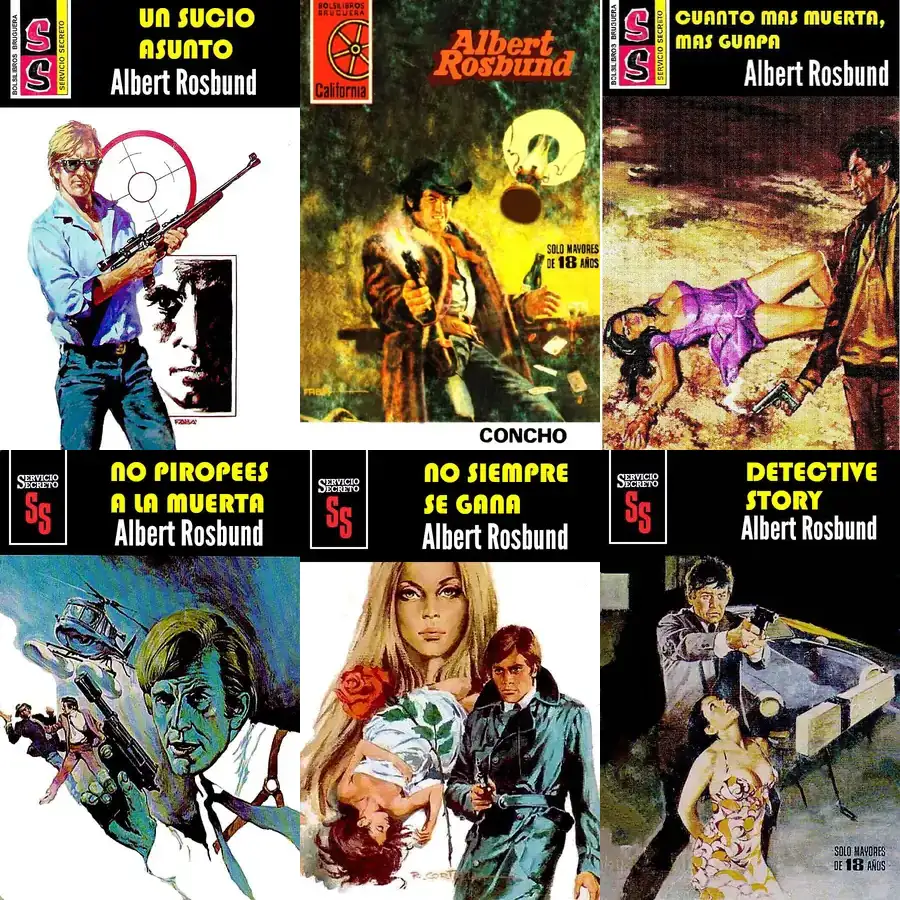 BOLSILIBROS BRUGUERA
SS
SERVICIO SECRETO
UN SUCIO
ASUNTO
Albert Rosbund
FABÁ
BOLSILIBROS
BRUGUERA
California
Albert
Rosbund
SOLO MAYORES
DE 18 AÑOS
CONCHO
BOLSILIBROS BRUGUERA
SS
SERVICIO SECRETO
CUANTO MAS MUERTA,
MAS GUAPA
Albert Rosbund
SERVICIO
SECRETO
SS
NO PIROPEES
A LA MUERTA
Albert Rosbund
SERVICIO
SECRETO
SS
NO SIEMPRE
SE GANA
Albert Rosbund
SERVICIO
SECRETO
SS
DETECTIVE
STORY
Albert Rosbund
SOLO MAYORES
DE 18 AÑOS